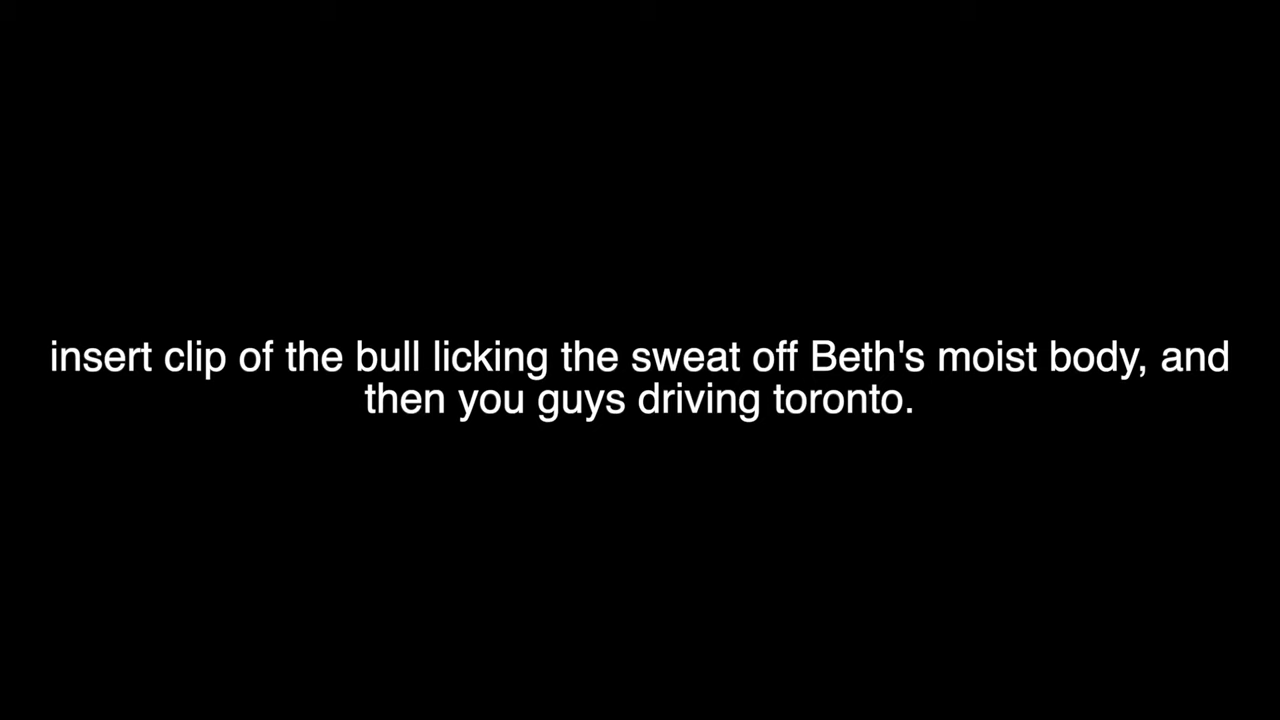 insert clip of the bull licking the sweat off Beth's moist body, and
then you guys driving toronto.